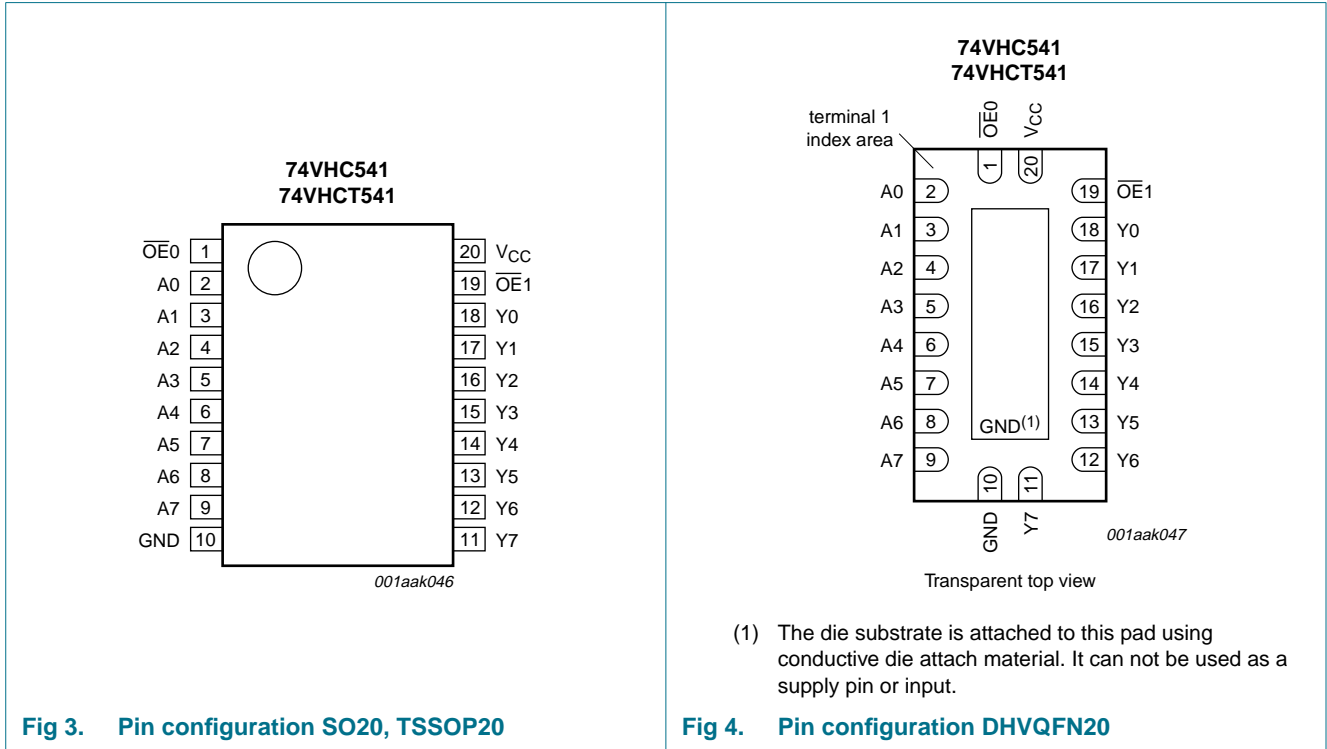 74VHC541
74VHCT541
OE0 1
20 VCC
A0 2
19 OE1
A1 3
18 Y0
A2 4
17 Y1
A3 5
16 Y2
A4 6
15 Y3
A5 7
14 Y4
A6 8
13 Y5
A7 9
12 Y6
GND 10
11 Y7
001aak046
Fig 3. Pin configuration SO20, TSSOP20
74VHC541
74VHCT541
terminal 1
index area
OE0
VCC
1
20
A0 2
19 OE1
A1 3
18 Y0
A2 4
17 Y1
A3 5
16 Y2
A4 6
15 Y3
A5 7
14 Y4
A6 8
GND(1)
13 Y5
A7 9
12 Y6
10
11
GND
Y7
001aak047
Transparent top view
(1) The die substrate is attached to this pad using
conductive die attach material. It can not be used as a
supply pin or input.
Fig 4. Pin configuration DHVQFN20